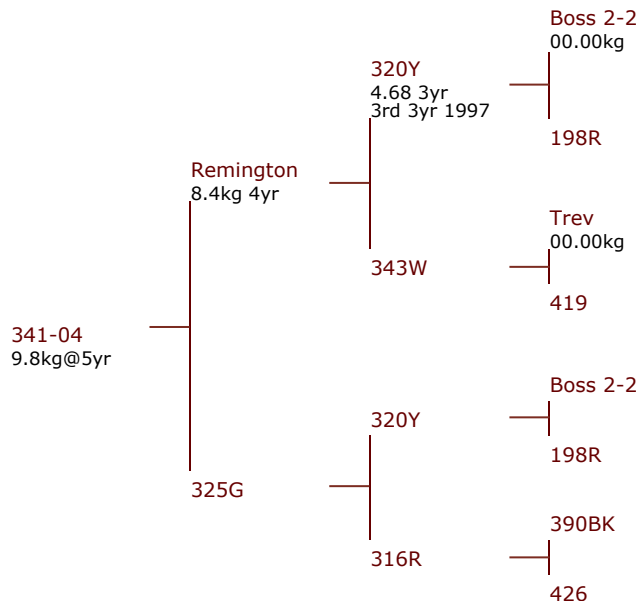 Boss 2-2
00.00kg
320Y
4.68 3yr
3rd 3yr 1997
198R
Remington
8.4kg 4yr
Trev
00.00kg
343W
419
341-04
9.8kg@5yr
Boss 2-2
320Y
198R
325G
390BK
316R
426